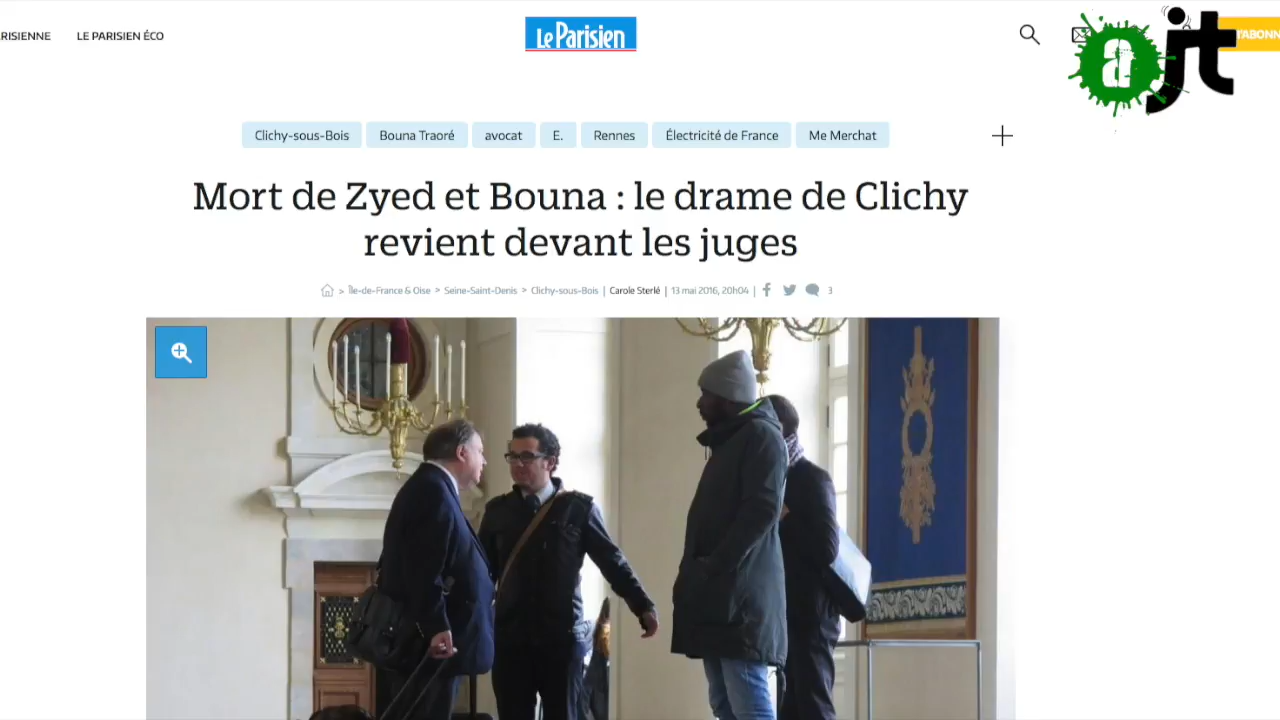 RISIENNE
LE PARISIEN ÉCO
Le Parisien
ajt
'ABONN
Clichy-sous-Bois
Bouna Traoré
avocat
E.
Rennes
Électricité de France
Me Merchat
Mort de Zyed et Bouna : le drame de Clichy
revient devant les juges
> Île-de-France & Oise > Seine-Saint-Denis > Clichy-sous-Bois | Carole Sterlé | 13 mai 2016, 20h04 | 3